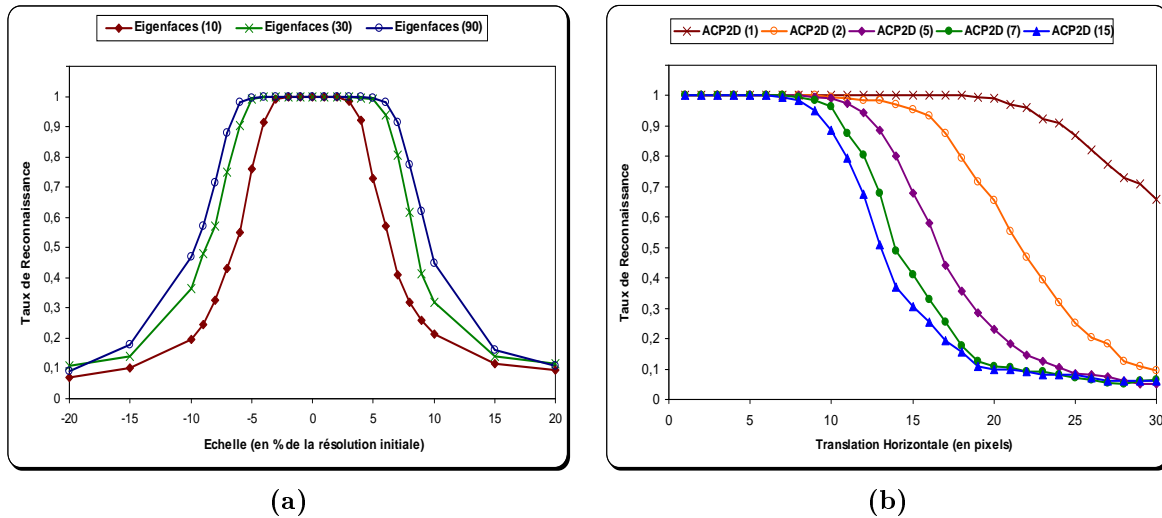 Eigenfaces (10) Eigenfaces (30) Eigenfaces (90)
Taux de Reconnaissance
1
0,9
0,8
0,7
0,6
0,5
0,4
0,3
0,2
0,1
0
-20 -15 -10 -5 0 5 10 15 20
Echelle (en % de la résolution initiale)
(a)
ACP2D (1) ACP2D (2) ACP2D (5) ACP2D (7) ACP2D (15)
Taux de Reconnaissance
1
0,9
0,8
0,7
0,6
0,5
0,4
0,3
0,2
0,1
0
0 5 10 15 20 25 30
Translation Horizontale (en pixels)
(b)